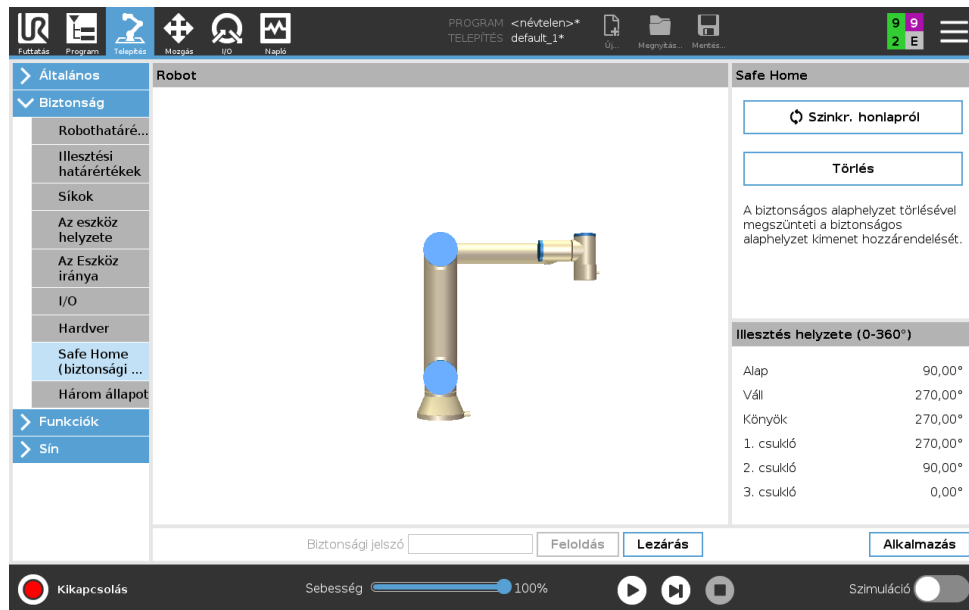 UR
PROGRAM <névtelen>*
TELEPÍTÉS default_1*
Futtatás Program Telepítés Mozgás I/O Napló
Új... Megnyitás... Mentés...
9 9
2 E
Általános
Biztonság
Robothatáré...
Illesztési
határértékek
Síkok
Az eszköz
helyzete
Az Eszköz
iránya
I/O
Hardver
Safe Home
(biztonsági ...
Három állapot
Funkciók
Sín
Robot
Safe Home
Szinkr. honlapról
Törlés
A biztonságos alaphelyzet törlésével
megszünteti a biztonságos
alaphelyzet kimenet hozzárendelését.
Illesztés helyzete (0-360°)
Alap 90,00°
Váll 270,00°
Könyök 270,00°
1. csukló 270,00°
2. csukló 90,00°
3. csukló 0,00°
Biztonsági jelszó Feloldás Lezárás Alkalmazás
Kikapcsolás Sebesség 100% Szimuláció